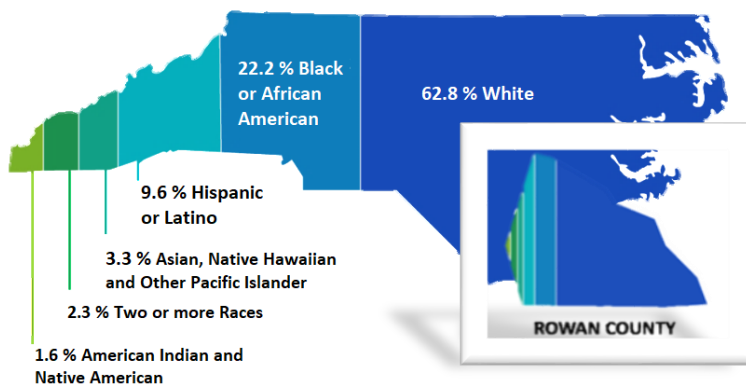 22.2 % Black
or African
American
62.8 % White
9.6 % Hispanic
or Latino
3.3 % Asian, Native Hawaiian
and Other Pacific Islander
2.3 % Two or more Races
1.6 % American Indian and
Native American
ROWAN COUNTY